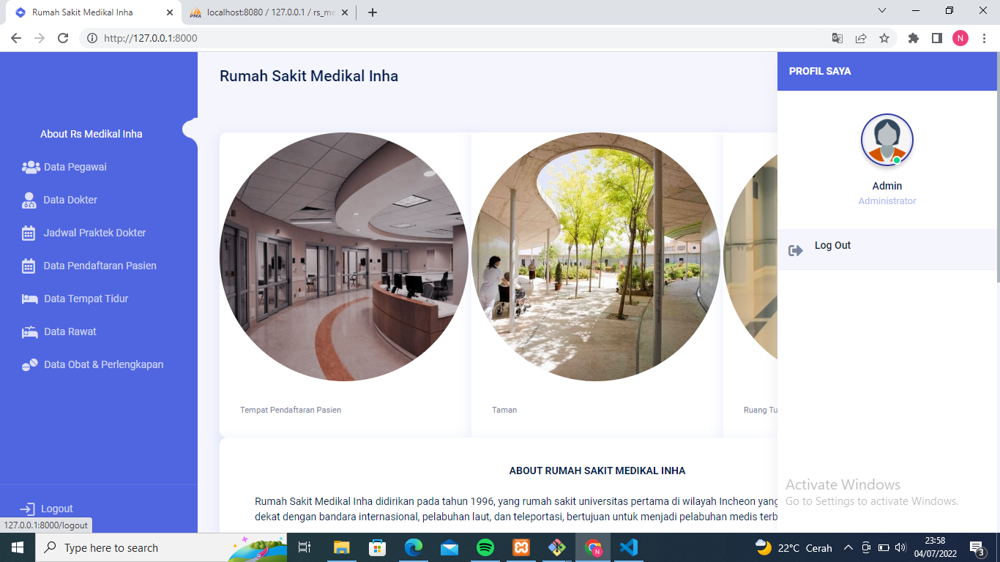 Rumah Sakit Medikal Inha
localhost:8080 / 127.0.0.1 / rs_me
http://127.0.0.1:8000
N
Rumah Sakit Medikal Inha
PROFIL SAYA
About Rs Medikal Inha
Data Pegawai
Data Dokter
Jadwal Praktek Dokter
Data Pendaftaran Pasien
Data Tempat Tidur
Data Rawat
Data Obat & Perlengkapan
Logout
127.0.0.1:8000/logout
Tempat Pendaftaran Pasien
Taman
Ruang Tu
ABOUT RUMAH SAKIT MEDIKAL INHA
Rumah Sakit Medikal Inha didirikan pada tahun 1996, yang rumah sakit universitas pertama di wilayah Incheon yang
dekat dengan bandara internasional, pelabuhan laut, dan teleportasi, bertujuan untuk menjadi pelabuhan medis terb
Admin
Administrator
Log Out
Activate Windows
Go to Settings to activate Windows.
Type here to search
N
22°C Cerah
23:58
04/07/2022
3